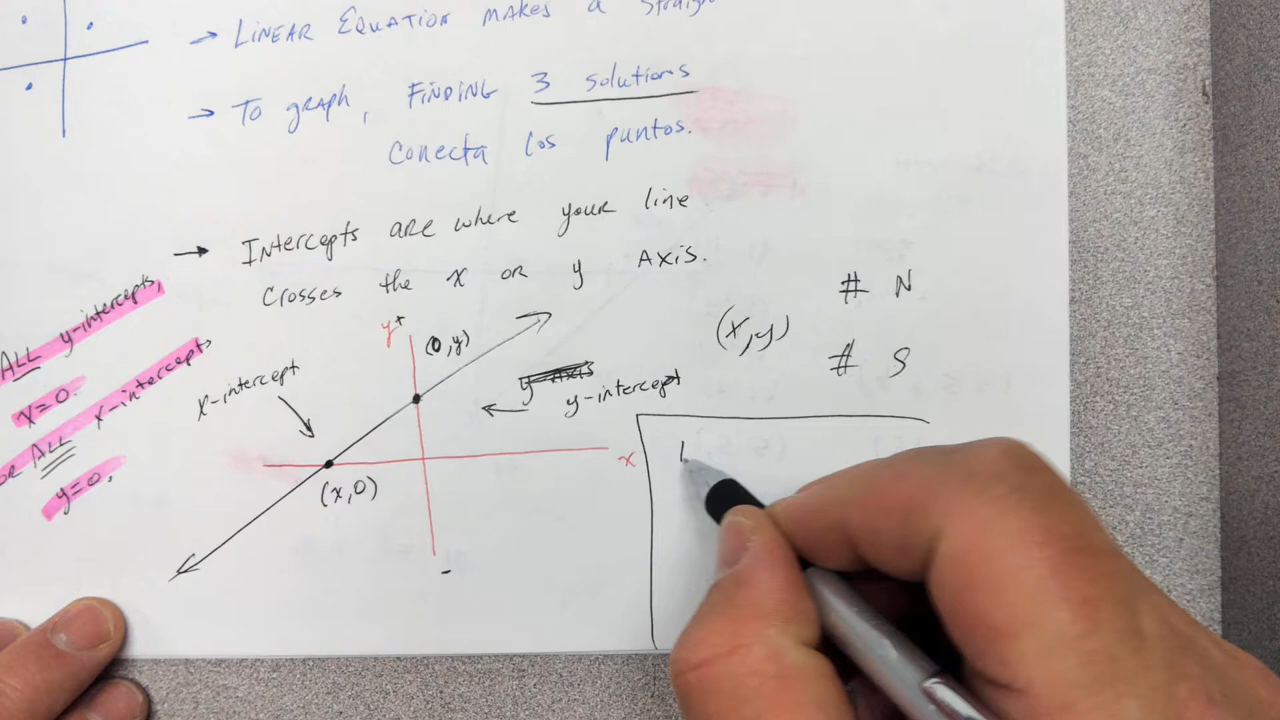 → LINEAR EQUATION MAKES a
→ To graph, FINDING 3 solutions
Conecta los puntos.
→ Intercepts ARE where your line
Crosses the x or y Axis.
ALL y-intercepts,
x=0.
ALL x-intercepts
y=0.
x-intercept
y+
(0,y)
y-intercept
x
(x,0)
-
(x,y)
# N
# S